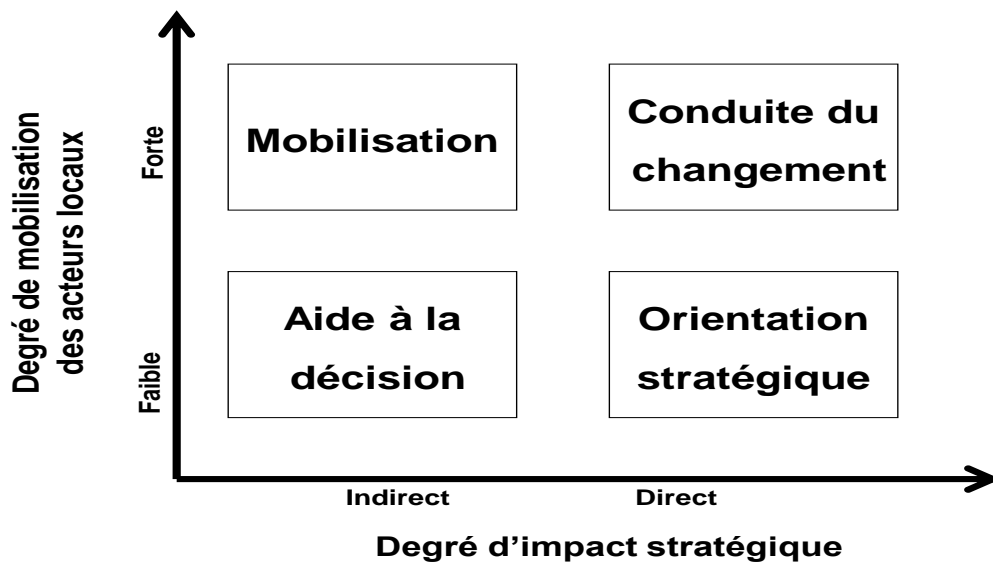 Degré de mobilisation
des acteurs locaux
Forte
Faible
Mobilisation
Conduite du
changement
Aide à la
décision
Orientation
stratégique
Indirect
Direct
Degré d’impact stratégique